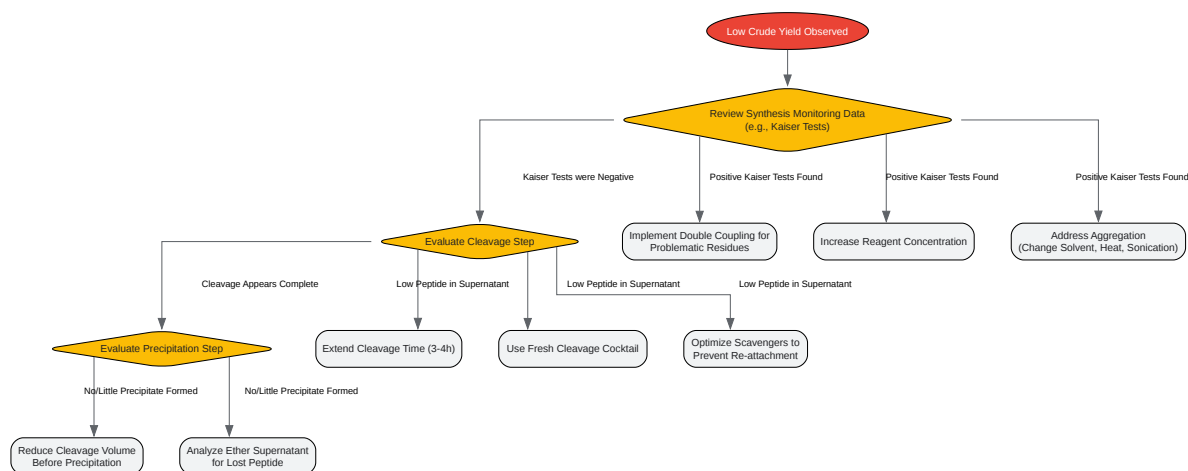 Low Crude Yield Observed
Review Synthesis Monitoring Data
(e.g., Kaiser Tests)
Kaiser Tests were Negative
Positive Kaiser Tests Found
Positive Kaiser Tests Found
Positive Kaiser Tests Found
Evaluate Cleavage Step
Implement Double Coupling for
Problematic Residues
Increase Reagent Concentration
Address Aggregation
(Change Solvent, Heat, Sonication)
Cleavage Appears Complete
Low Peptide in Supernatant
Low Peptide in Supernatant
Low Peptide in Supernatant
Evaluate Precipitation Step
Extend Cleavage Time (3-4h)
Use Fresh Cleavage Cocktail
Optimize Scavengers to
Prevent Re-attachment
No/Little Precipitate Formed
No/Little Precipitate Formed
Reduce Cleavage Volume
Before Precipitation
Analyze Ether Supernatant
for Lost Peptide